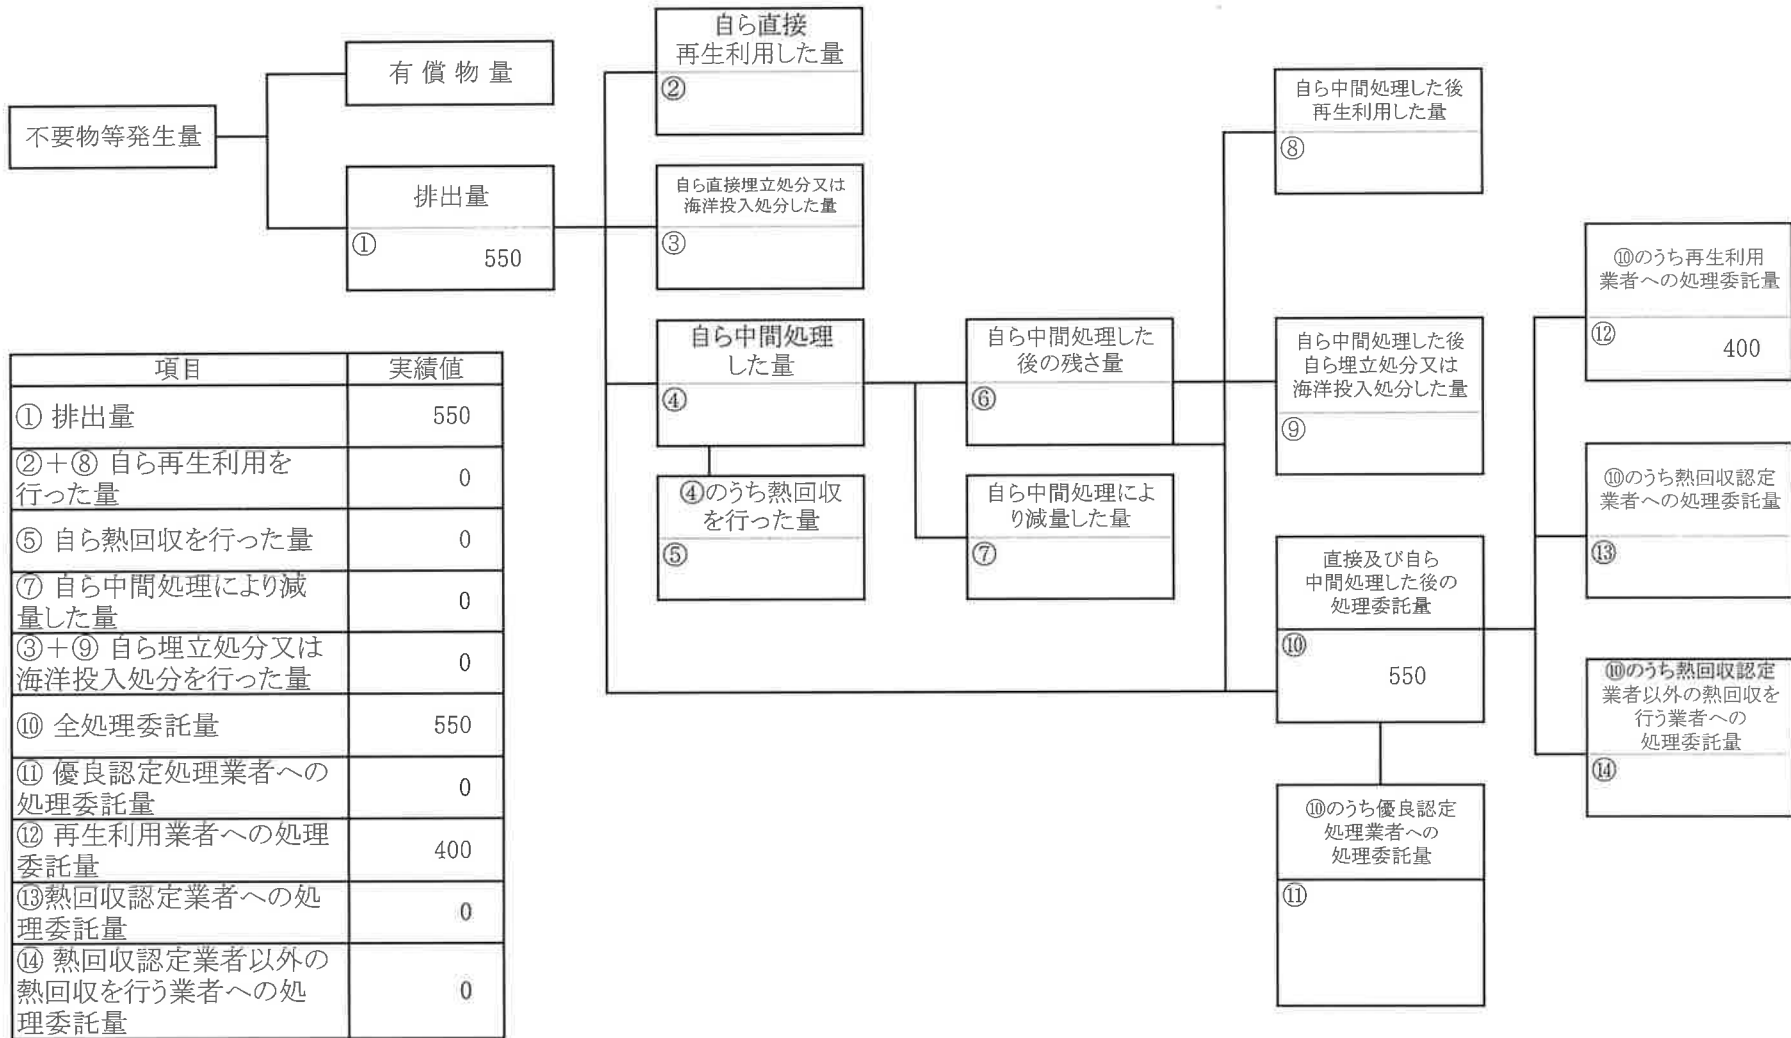 不要物等発生量
有償物量
排出量
①
550
自ら直接
再生利用した量
②
自ら直接埋立処分又は
海洋投入処分した量
③
自ら中間処理
した量
④
④のうち熱回収
を行った量
⑤
自ら中間処理した
後の残さ量
⑥
自ら中間処理によ
り減量した量
⑦
自ら中間処理した後
再生利用した量
⑧
自ら中間処理した後
自ら埋立処分又は
海洋投入処分した量
⑨
直接及び自ら
中間処理した後の
処理委託量
⑩
550
⑩のうち優良認定
処理業者への
処理委託量
⑪
⑩のうち再生利用
業者への処理委託量
⑫
400
⑩のうち熱回収認定
業者への処理委託量
⑬
⑩のうち熱回収認定
業者以外の熱回収を
行う業者への
処理委託量
⑭
項目 実績値
① 排出量 550
②+⑧ 自ら再生利用を
行った量 0
⑤ 自ら熱回収を行った量 0
⑦ 自ら中間処理により減
量した量 0
③+⑨ 自ら埋立処分又は
海洋投入処分を行った量 0
⑩ 全処理委託量 550
⑪ 優良認定処理業者への
処理委託量 0
⑫ 再生利用業者への処理
委託量 400
⑬熱回収認定業者への処
理委託量 0
⑭ 熱回収認定業者以外の
熱回収を行う業者への処
理委託量 0